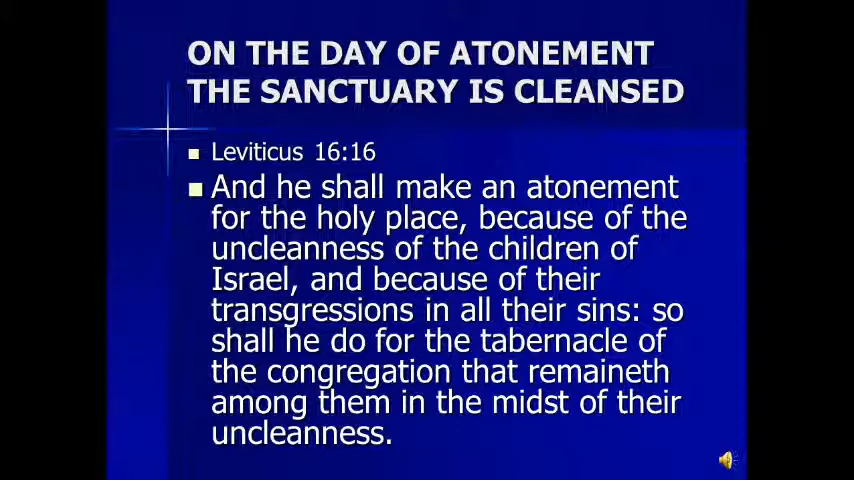 ON THE DAY OF ATONEMENT
THE SANCTUARY IS CLEANSED
Leviticus 16:16
And he shall make an atonement
for the holy place, because of the
uncleanness of the children of
Israel, and because of their
transgressions in all their sins: so
shall he do for the tabernacle of
the congregation that remaineth
among them in the midst of their
uncleanness.